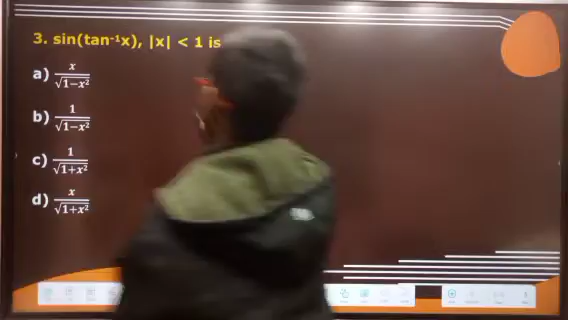 3. sin(tan⁻¹x), |x| < 1 is
a) x/√(1−x²)
b) 1/√(1−x²)
c) 1/√(1+x²)
d) x/√(1+x²)